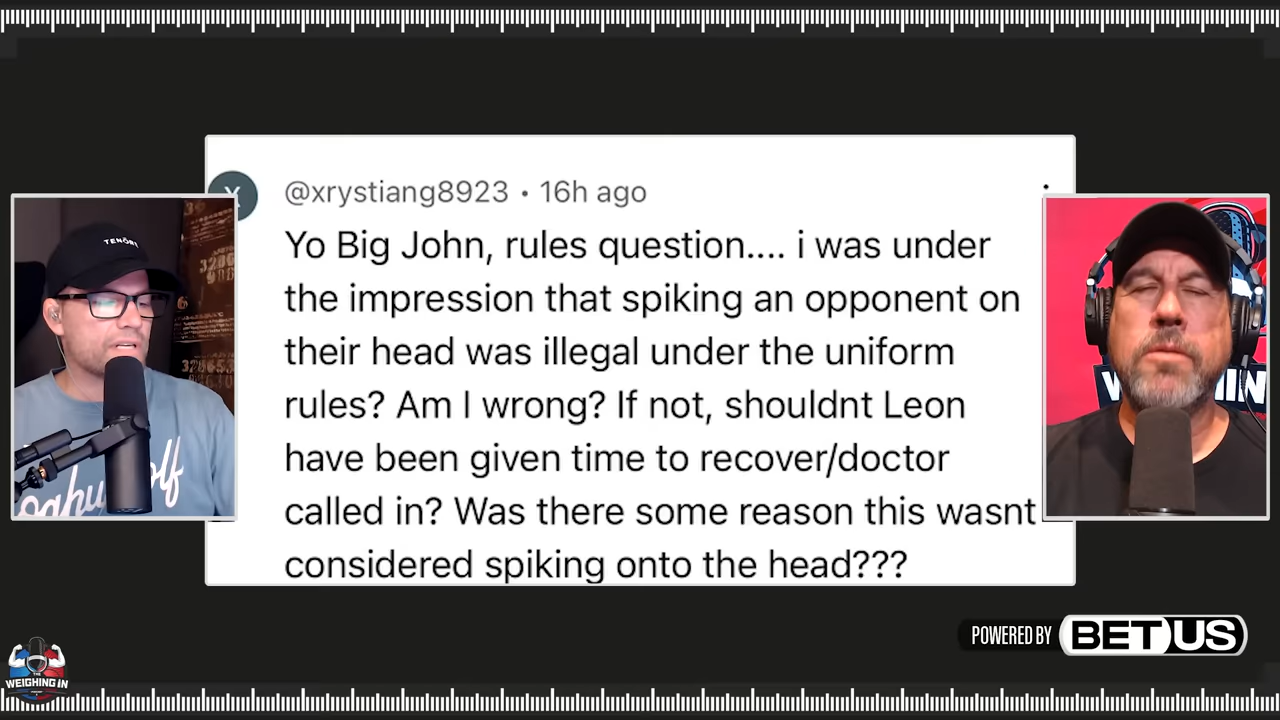 @xrystiang8923 • 16h ago
Yo Big John, rules question.... i was under
the impression that spiking an opponent on
their head was illegal under the uniform
rules? Am I wrong? If not, shouldnt Leon
have been given time to recover/doctor
called in? Was there some reason this wasnt
considered spiking onto the head???
TENÖRE
POWERED BY BETUS
THE
WEIGHING IN